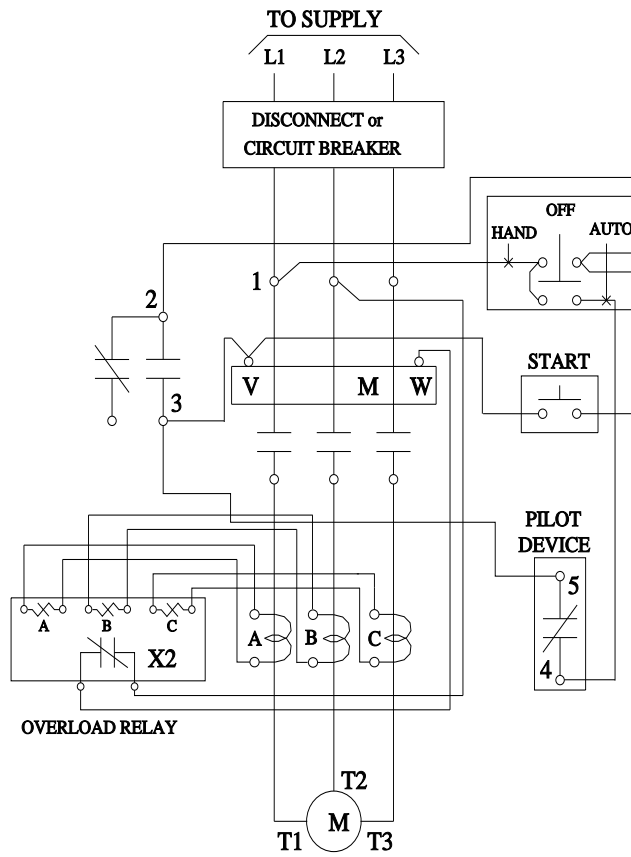 TO SUPPLY
L1 L2 L3
DISCONNECT or
CIRCUIT BREAKER
OFF
HAND AUTO
1
2
START
V M W
3
PILOT
DEVICE
5
A B C
A B C
X2
4
OVERLOAD RELAY
T2
M
T1 T3